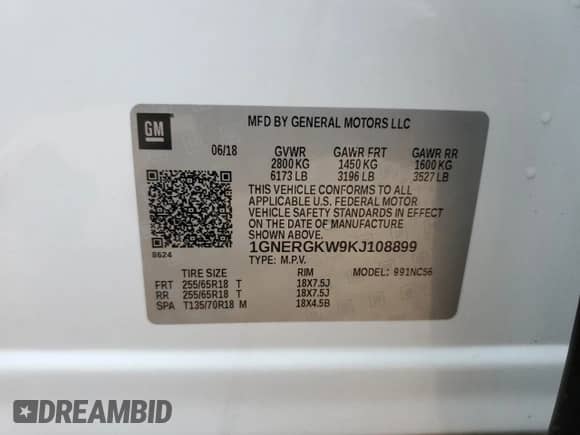 GM
MFD BY GENERAL MOTORS LLC
06/18 GVWR GAWR FRT GAWR RR
2800 KG 1450 KG 1600 KG
6173 LB 3196 LB 3527 LB
THIS VEHICLE CONFORMS TO ALL
APPLICABLE U.S. FEDERAL MOTOR
VEHICLE SAFETY STANDARDS IN EFFECT
ON THE DATE OF MANUFACTURE
SHOWN ABOVE.
8624
1GNERGKW9KJ108899
TYPE: M.P.V.
TIRE SIZE RIM MODEL: 991NC56
FRT 255/65R18 T 18X7.5J
RR 255/65R18 T 18X7.5J
SPA T135/70R18 M 18X4.5B
DREAMBID